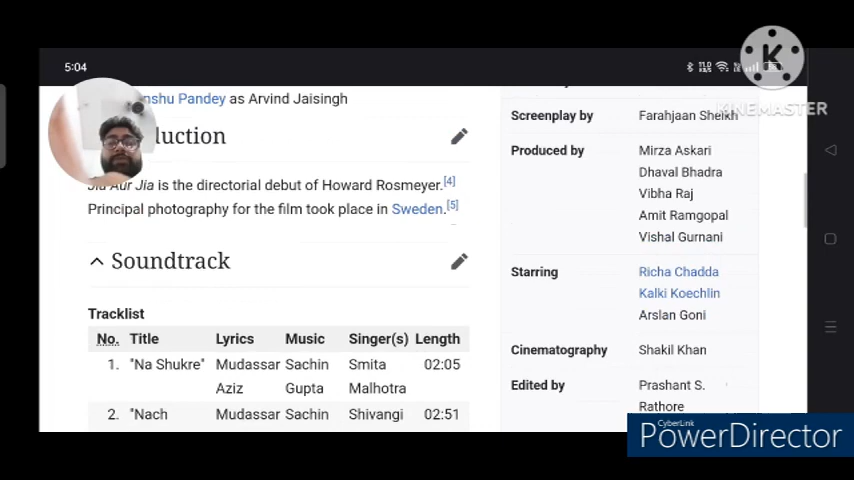 5:04
nshu Pandey as Arvind Jaisingh
duction
Jia Aur Jia is the directorial debut of Howard Rosmeyer.[4]
Principal photography for the film took place in Sweden.[5]
Soundtrack
Tracklist
No. Title Lyrics Music Singer(s) Length
1. "Na Shukre" Mudassar Sachin Smita 02:05
Aziz Gupta Malhotra
2. "Nach Mudassar Sachin Shivangi 02:51
Screenplay by Farahjaan Sheikh
Produced by Mirza Askari
Dhaval Bhadra
Vibha Raj
Amit Ramgopal
Vishal Gurnani
Starring Richa Chadda
Kalki Koechlin
Arslan Goni
Cinematography Shakil Khan
Edited by Prashant S.
Rathore
K
KINEMASTER
CyberLink
PowerDirector